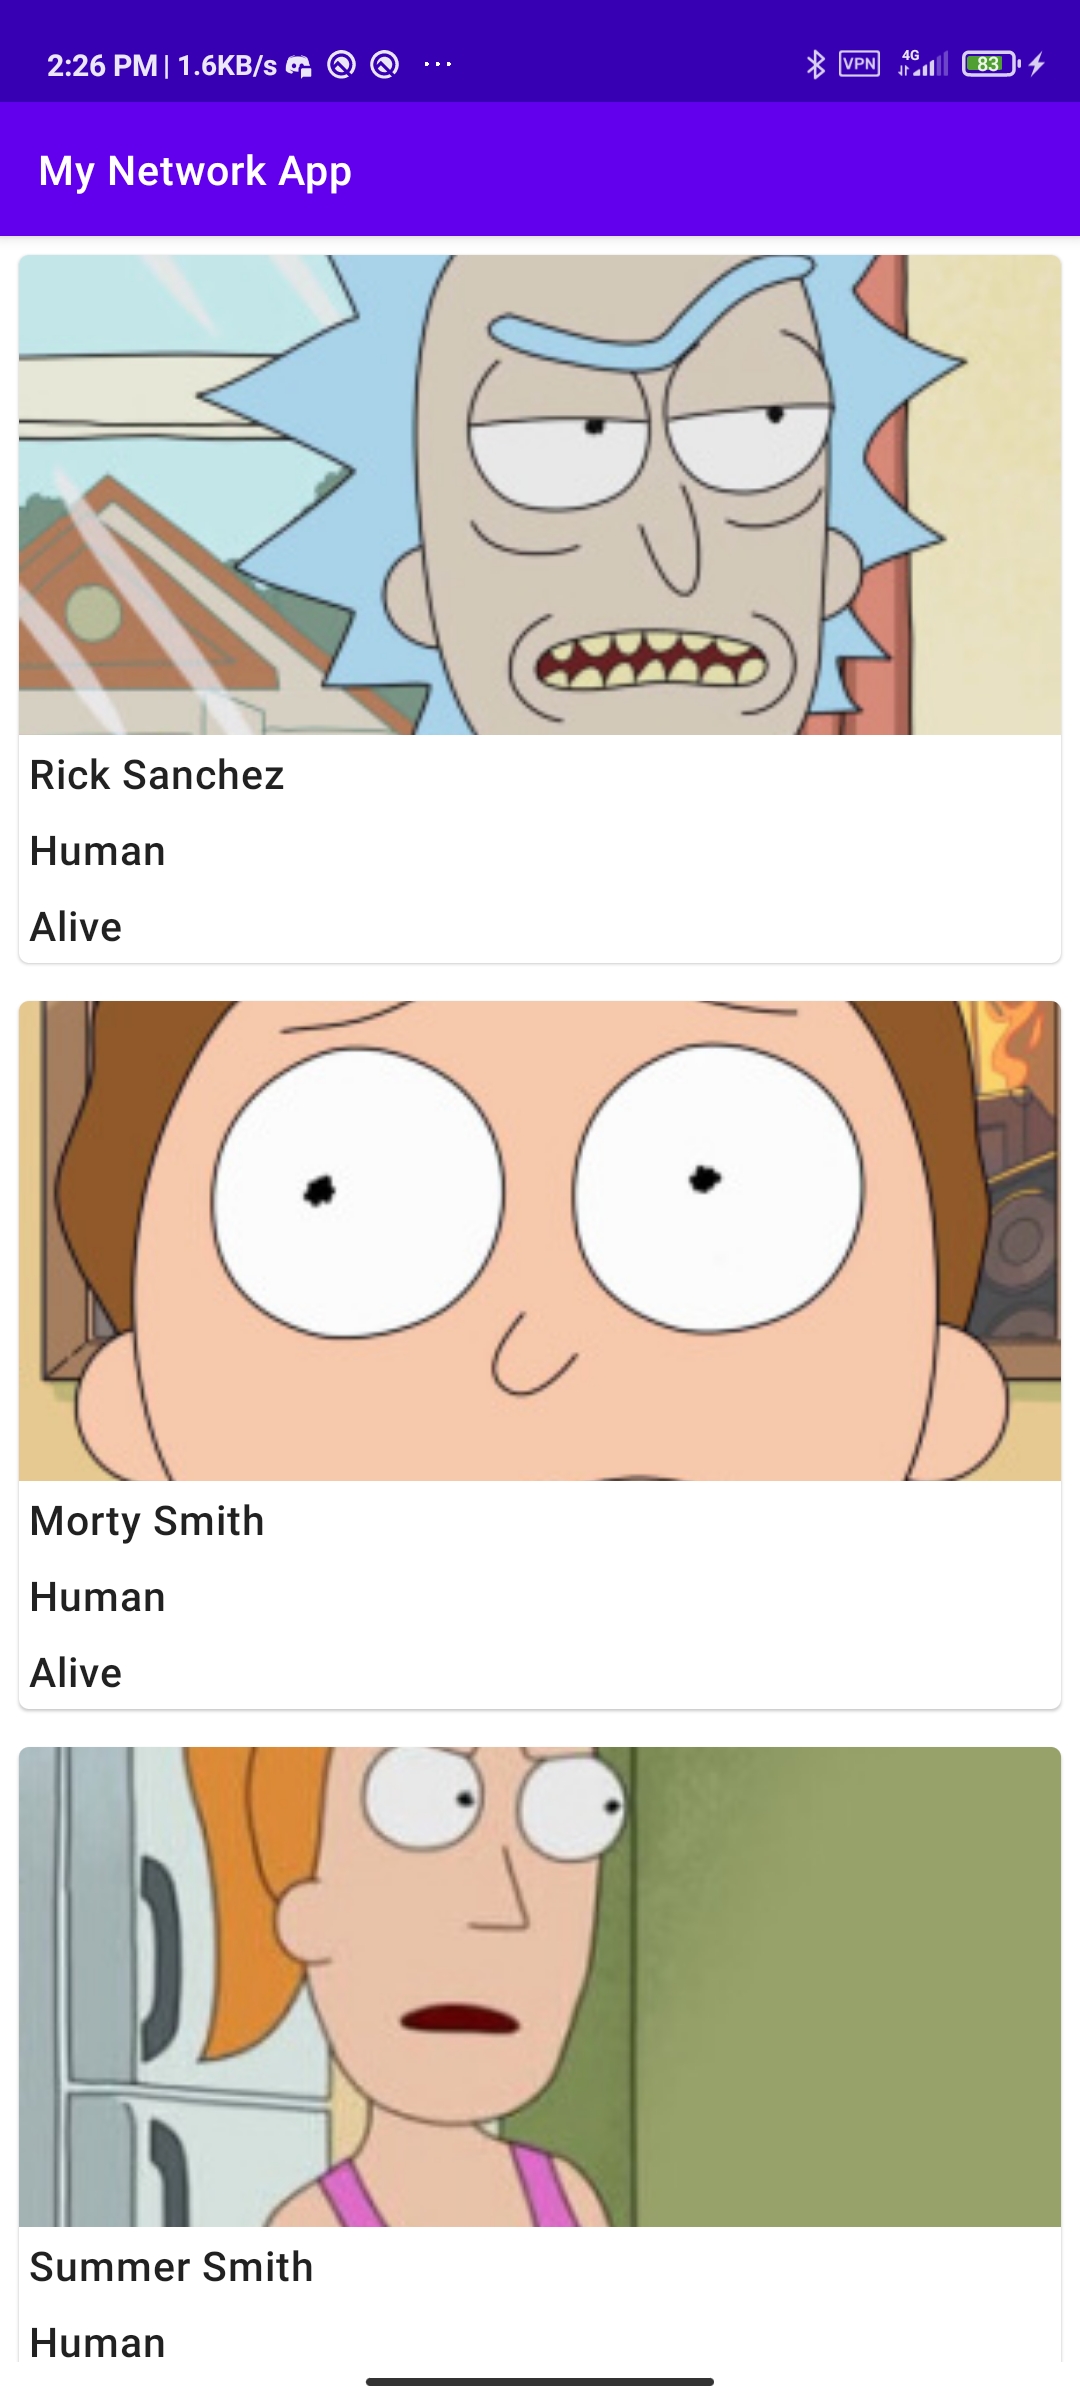 2:26 PM | 1.6KB/s ... VPN 4G 83
My Network App
Rick Sanchez
Human
Alive
Morty Smith
Human
Alive
Summer Smith
Human